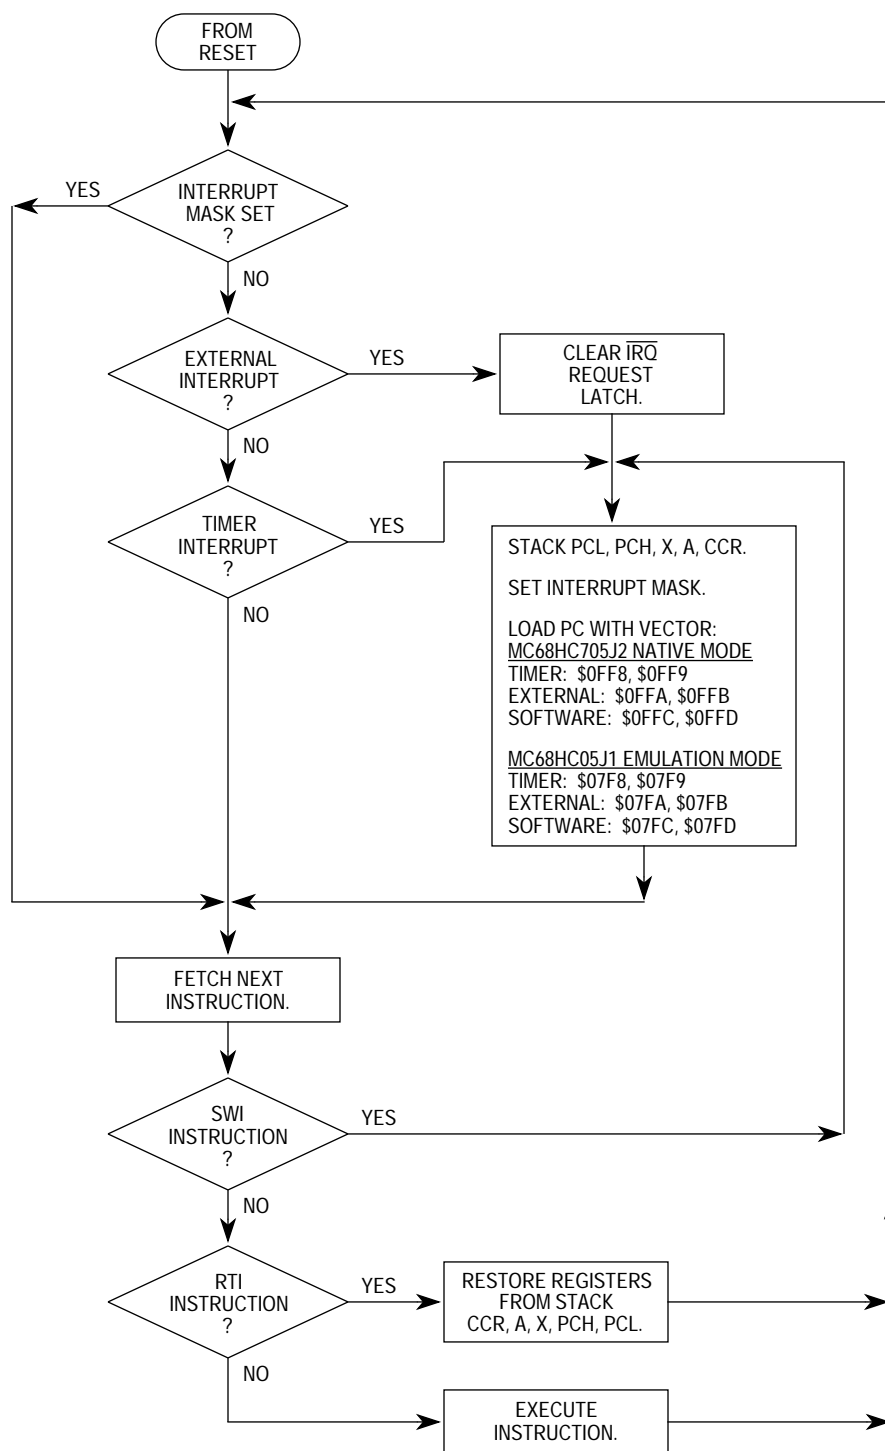 FROM
RESET
YES
INTERRUPT
MASK SET
?
NO
EXTERNAL
INTERRUPT
?
YES
CLEAR I̅R̅Q̅
REQUEST
LATCH.
NO
TIMER
INTERRUPT
?
YES
STACK PCL, PCH, X, A, CCR.
SET INTERRUPT MASK.
LOAD PC WITH VECTOR:
MC68HC705J2 NATIVE MODE
TIMER: $0FF8, $0FF9
EXTERNAL: $0FFA, $0FFB
SOFTWARE: $0FFC, $0FFD
MC68HC05J1 EMULATION MODE
TIMER: $07F8, $07F9
EXTERNAL: $07FA, $07FB
SOFTWARE: $07FC, $07FD
NO
FETCH NEXT
INSTRUCTION.
SWI
INSTRUCTION
?
YES
NO
RTI
INSTRUCTION
?
YES
RESTORE REGISTERS
FROM STACK
CCR, A, X, PCH, PCL.
NO
EXECUTE
INSTRUCTION.